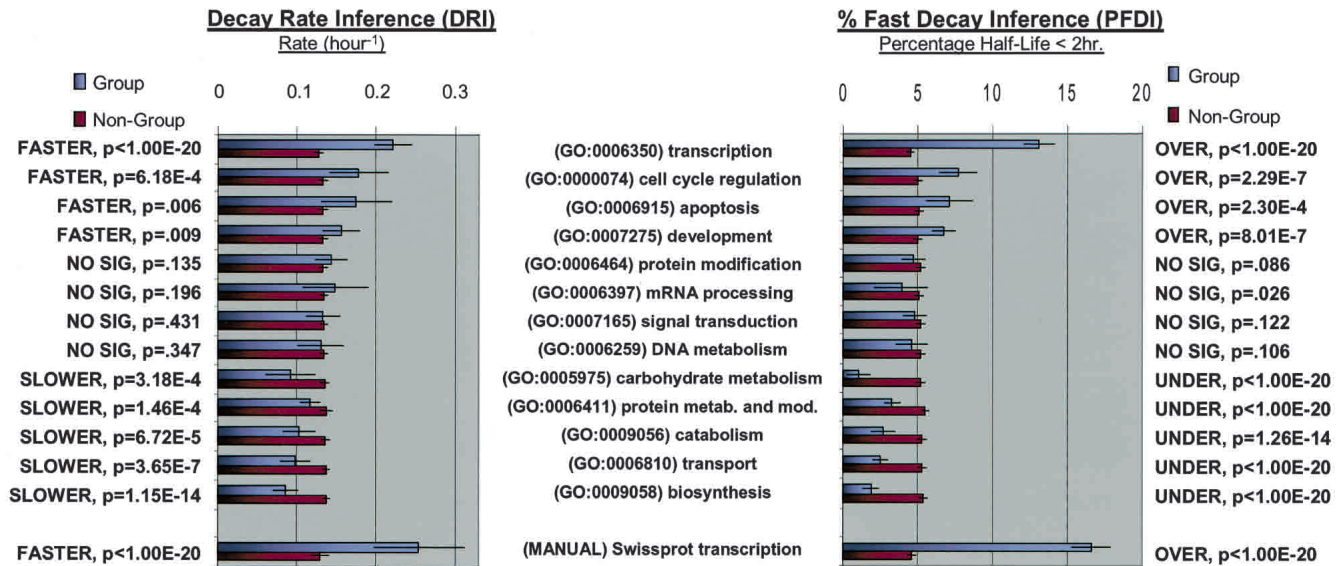 Decay Rate Inference (DRI)
Rate (hour⁻¹)
% Fast Decay Inference (PFDI)
Percentage Half-Life < 2hr.
Group
Non-Group
0 0.1 0.2 0.3
0 5 10 15 20
Group
Non-Group
FASTER, p<1.00E-20 (GO:0006350) transcription OVER, p<1.00E-20
FASTER, p=6.18E-4 (GO:0000074) cell cycle regulation OVER, p=2.29E-7
FASTER, p=.006 (GO:0006915) apoptosis OVER, p=2.30E-4
FASTER, p=.009 (GO:0007275) development OVER, p=8.01E-7
NO SIG, p=.135 (GO:0006464) protein modification NO SIG, p=.086
NO SIG, p=.196 (GO:0006397) mRNA processing NO SIG, p=.026
NO SIG, p=.431 (GO:0007165) signal transduction NO SIG, p=.122
NO SIG, p=.347 (GO:0006259) DNA metabolism NO SIG, p=.106
SLOWER, p=3.18E-4 (GO:0005975) carbohydrate metabolism UNDER, p<1.00E-20
SLOWER, p=1.46E-4 (GO:0006411) protein metab. and mod. UNDER, p<1.00E-20
SLOWER, p=6.72E-5 (GO:0009056) catabolism UNDER, p=1.26E-14
SLOWER, p=3.65E-7 (GO:0006810) transport UNDER, p<1.00E-20
SLOWER, p=1.15E-14 (GO:0009058) biosynthesis UNDER, p<1.00E-20
FASTER, p<1.00E-20 (MANUAL) Swissprot transcription OVER, p<1.00E-20